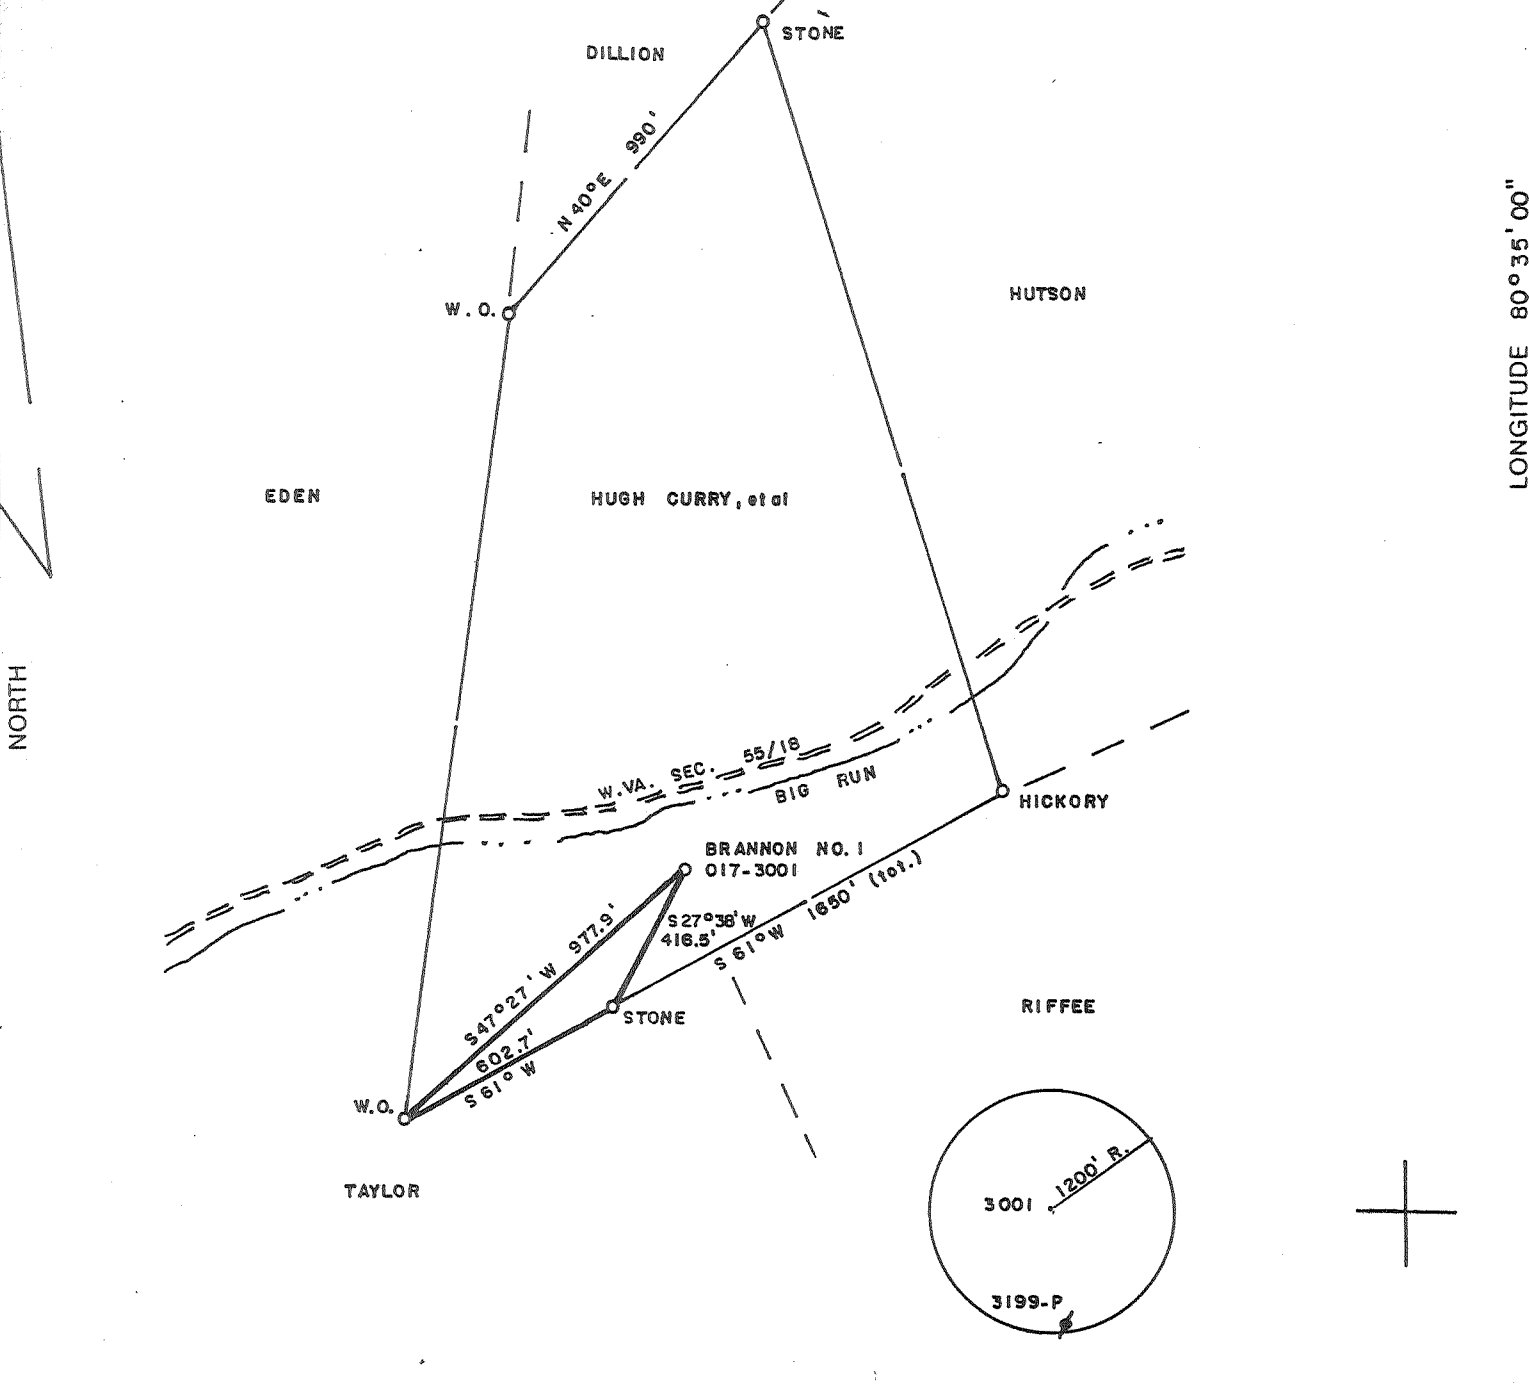 STONE
DILLION
N 40°E 990'
LONGITUDE 80°35'00"
W.O.
HUTSON
EDEN
HUGH CURRY, et al
NORTH
W.VA. SEC. 55/18
BIG RUN
HICKORY
BRANNON NO. 1
017-3001
S 27°38' W
416.5'
S 61° W 1650' (tot.)
S 47°27' W 977.9'
STONE
602.7'
S 61° W
RIFFEE
W.O.
TAYLOR
1200' R.
3001
3199-P